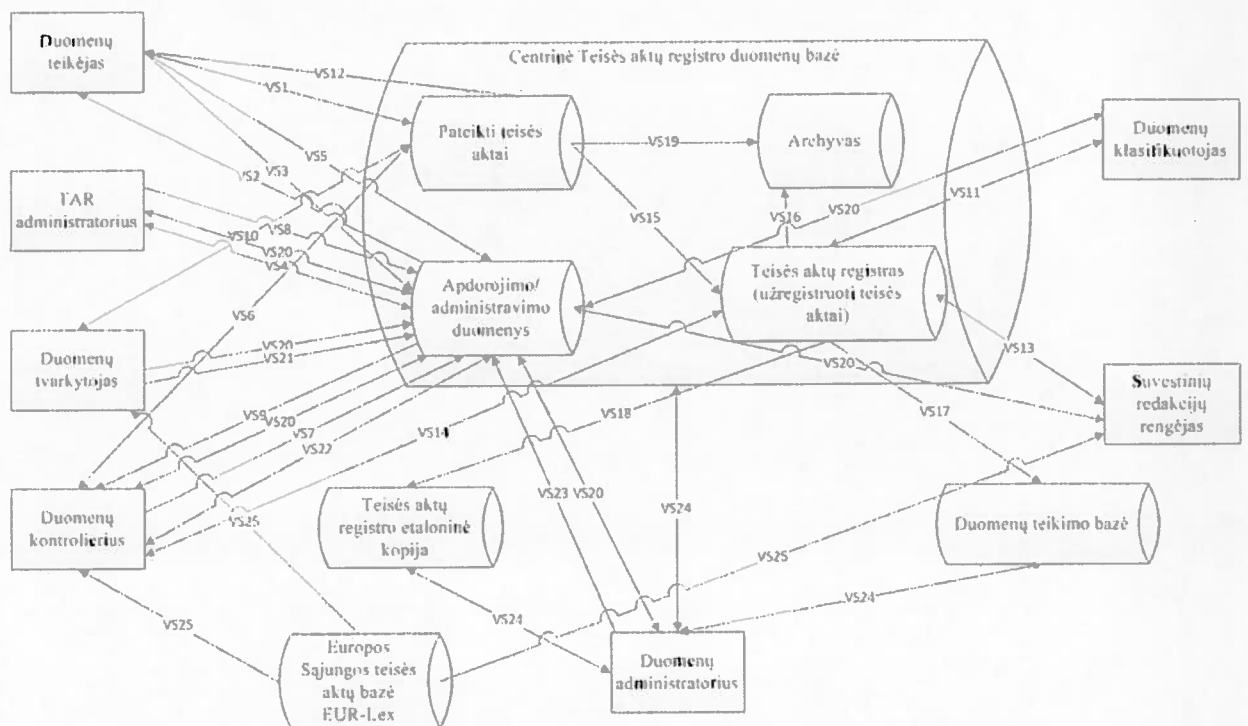 Duomenų
teikėjas
Centrinė Teisės aktų registro duomenų bazė
VS12
VS1
Pateikti teisės
aktai
Archyvas
Duomenų
klasifikuotojas
VS19
VS2
VS3
VS5
TAR
administratorius
VS10
VS8
VS20
VS4
VS15
VS16
VS20
VS11
Apdorojimo/
administravimo
duomenys
Teisės aktų registras
(užregistruoti teisės
aktai)
VS6
Duomenų
tvarkytojas
VS20
VS21
VS13
VS20
Suvestinių
redakcijų
rengėjas
VS9
VS20
VS7
VS22
VS14
VS18
VS17
Duomenų
kontrolierius
VS25
Teisės aktų
registro etaloninė
kopija
VS23
VS20
VS24
Duomenų teikimo bazė
VS25
VS25
VS24
VS24
Europos
Sąjungos teisės
aktų bazė
EUR-Lex
Duomenų
administratorius